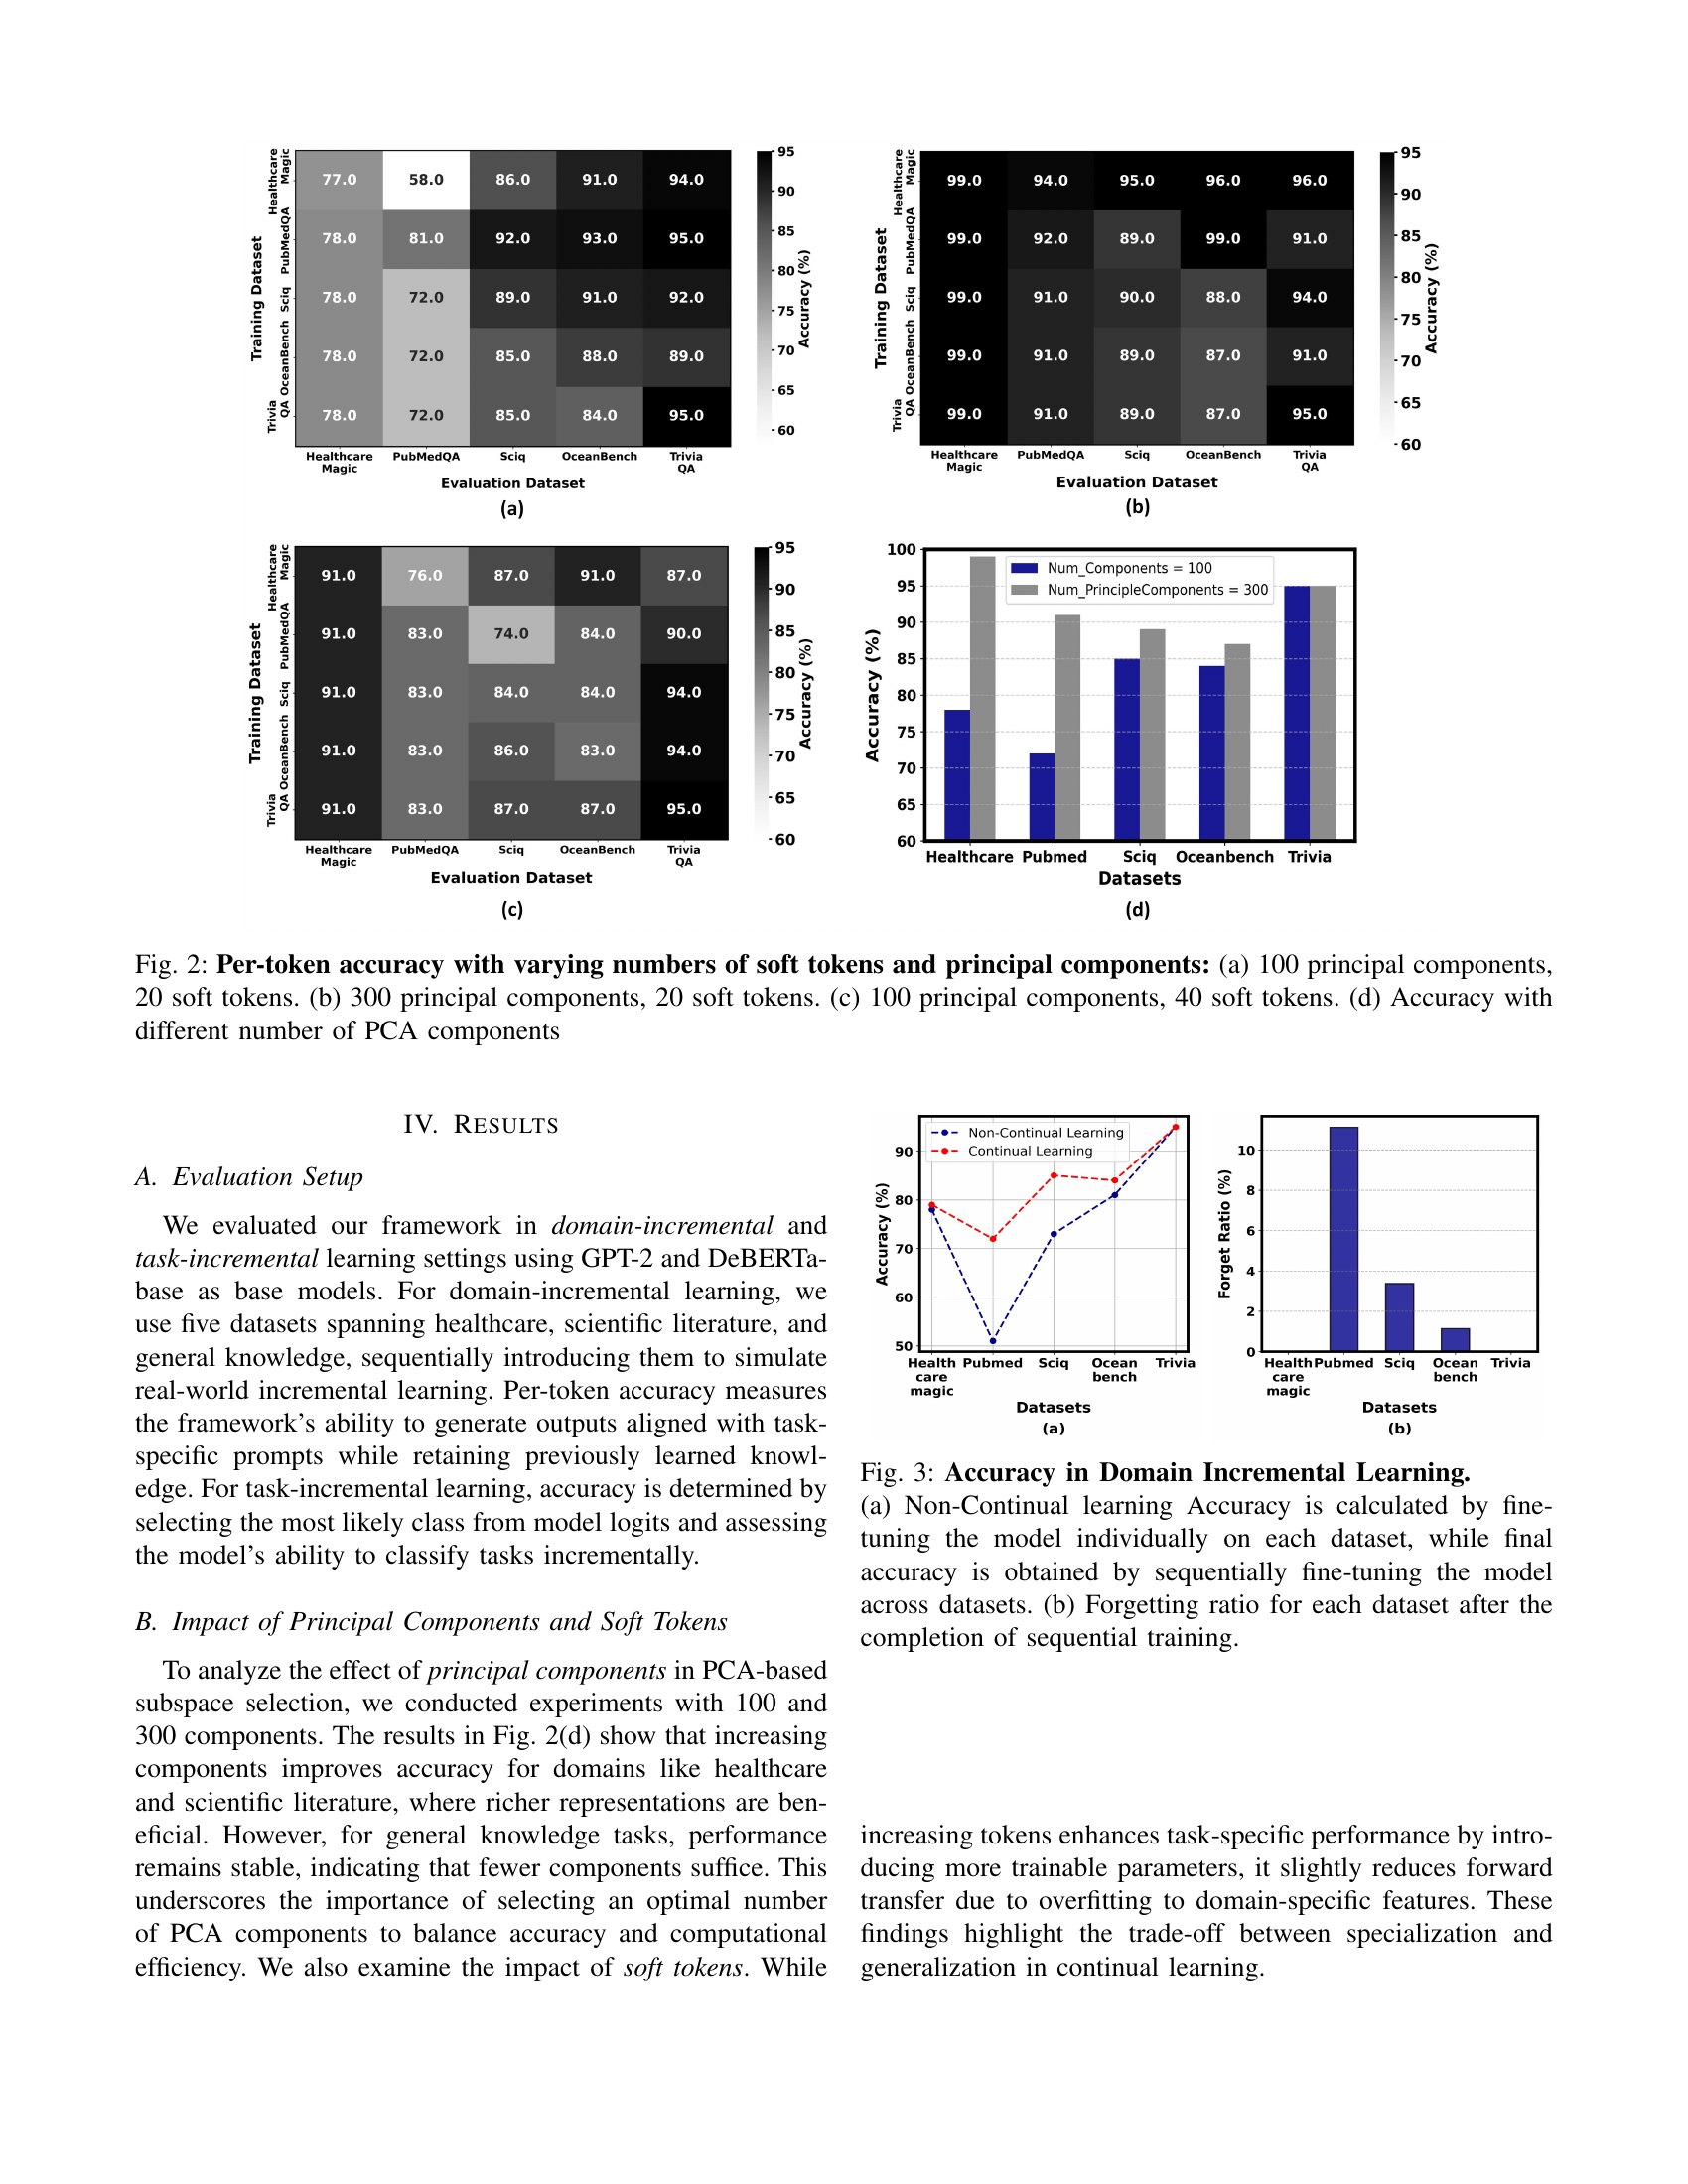 Healthcare
Magic
PubMedQA
Sciq
OceanBench
Trivia
QA
Training Dataset
77.0 58.0 86.0 91.0 94.0
78.0 81.0 92.0 93.0 95.0
78.0 72.0 89.0 91.0 92.0
78.0 72.0 85.0 88.0 89.0
78.0 72.0 85.0 84.0 95.0
Healthcare
Magic
PubMedQA
Sciq
OceanBench
Trivia
QA
Evaluation Dataset
95
90
85
80
75
70
65
60
Accuracy (%)
(a)
Healthcare
Magic
PubMedQA
Sciq
OceanBench
Trivia
QA
Training Dataset
99.0 94.0 95.0 96.0 96.0
99.0 92.0 89.0 99.0 91.0
99.0 91.0 90.0 88.0 94.0
99.0 91.0 89.0 87.0 91.0
99.0 91.0 89.0 87.0 95.0
Healthcare
Magic
PubMedQA
Sciq
OceanBench
Trivia
QA
Evaluation Dataset
95
90
85
80
75
70
65
60
Accuracy (%)
(b)
Healthcare
Magic
PubMedQA
Sciq
OceanBench
Trivia
QA
Training Dataset
91.0 76.0 87.0 91.0 87.0
91.0 83.0 74.0 84.0 90.0
91.0 83.0 84.0 84.0 94.0
91.0 83.0 86.0 83.0 94.0
91.0 83.0 87.0 87.0 95.0
Healthcare
Magic
PubMedQA
Sciq
OceanBench
Trivia
QA
Evaluation Dataset
95
90
85
80
75
70
65
60
Accuracy (%)
(c)
100
95
90
85
80
75
70
65
60
Accuracy (%)
Num_Components = 100
Num_PrincipleComponents = 300
Healthcare Pubmed Sciq Oceanbench Trivia
Datasets
(d)
Fig. 2: Per-token accuracy with varying numbers of soft tokens and principal components: (a) 100 principal components,
20 soft tokens. (b) 300 principal components, 20 soft tokens. (c) 100 principal components, 40 soft tokens. (d) Accuracy with
different number of PCA components
IV. RESULTS
A. Evaluation Setup
We evaluated our framework in domain-incremental and
task-incremental learning settings using GPT-2 and DeBERTa-
base as base models. For domain-incremental learning, we
use five datasets spanning healthcare, scientific literature, and
general knowledge, sequentially introducing them to simulate
real-world incremental learning. Per-token accuracy measures
the framework's ability to generate outputs aligned with task-
specific prompts while retaining previously learned knowl-
edge. For task-incremental learning, accuracy is determined by
selecting the most likely class from model logits and assessing
the model's ability to classify tasks incrementally.
B. Impact of Principal Components and Soft Tokens
To analyze the effect of principal components in PCA-based
subspace selection, we conducted experiments with 100 and
300 components. The results in Fig. 2(d) show that increasing
components improves accuracy for domains like healthcare
and scientific literature, where richer representations are ben-
eficial. However, for general knowledge tasks, performance
remains stable, indicating that fewer components suffice. This
underscores the importance of selecting an optimal number
of PCA components to balance accuracy and computational
efficiency. We also examine the impact of soft tokens. While
90
80
70
60
50
Accuracy (%)
Non-Continual Learning
Continual Learning
Health
care
magic
Pubmed
Sciq
Ocean
bench
Trivia
Datasets
(a)
10
8
6
4
2
0
Forget Ratio (%)
Health
care
magic
Pubmed
Sciq
Ocean
bench
Trivia
Datasets
(b)
Fig. 3: Accuracy in Domain Incremental Learning.
(a) Non-Continual learning Accuracy is calculated by fine-
tuning the model individually on each dataset, while final
accuracy is obtained by sequentially fine-tuning the model
across datasets. (b) Forgetting ratio for each dataset after the
completion of sequential training.
increasing tokens enhances task-specific performance by intro-
ducing more trainable parameters, it slightly reduces forward
transfer due to overfitting to domain-specific features. These
findings highlight the trade-off between specialization and
generalization in continual learning.